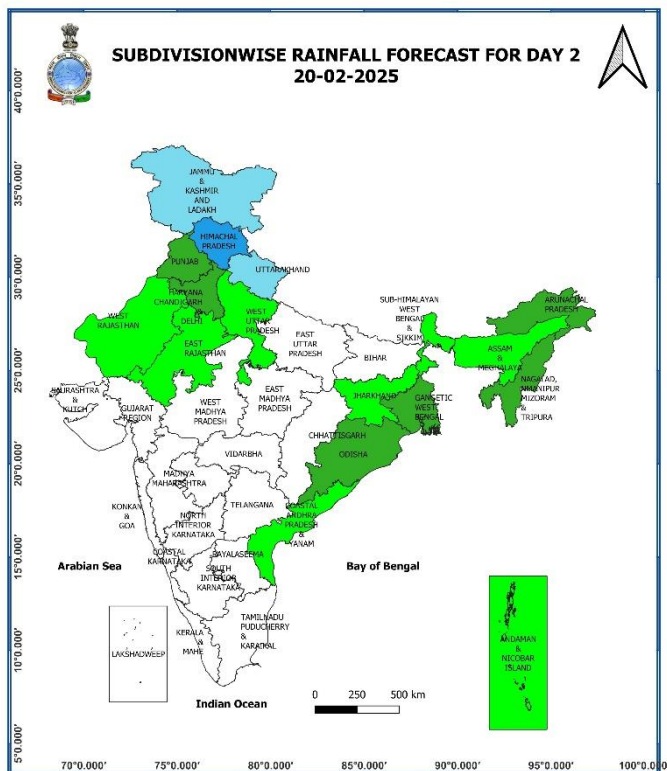 SUBDIVISIONWISE RAINFALL FORECAST FOR DAY 2
20-02-2025
40°0.000'
35°0.000'
30°0.000'
25°0.000'
20°0.000'
15°0.000'
10°0.000'
5°0.000'
JAMMU
&
KASHMIR
AND
LADAKH
HIMACHAL
PRADESH
PUNJAB
UTTARAKHAND
HARYANA
CHANDIGARH
DELHI
WEST
RAJASTHAN
EAST
RAJASTHAN
WEST
UTTAR
PRADESH
EAST
UTTAR
PRADESH
SUB-HIMALAYAN
WEST
BENGAL
&
SIKKIM
ARUNACHAL
PRADESH
ASSAM
&
MEGHALAYA
NAGALAD,
MANIPUR
MIZORAM
&
TRIPURA
BIHAR
JHARKHAND
GANGETIC
WEST
BENGAL
SAURASHTRA
&
KUTCH
GUJARAT
REGION
WEST
MADHYA
PRADESH
EAST
MADHYA
PRADESH
CHHATTISGARH
ODISHA
VIDARBHA
MADHYA
MAHARASHTRA
KONKAN
&
GOA
TELANGANA
NORTH
INTERIOR
KARNATAKA
COASTAL
ARDHRA
PRADESH
&
YANAM
COASTAL
KARNATAKA
RAYALASEEMA
SOUTH
INTERIOR
KARNATAKA
Arabian Sea
Bay of Bengal
TAMILNADU
PUDUCHERRY
&
KARAIKAL
KERALA
&
MAHE
LAKSHADWEEP
ANDAMAN
&
NICOBAR
ISLAND
Indian Ocean
0 250 500 km
70°0.000' 75°0.000' 80°0.000' 85°0.000' 90°0.000' 95°0.000' 100°0.000'